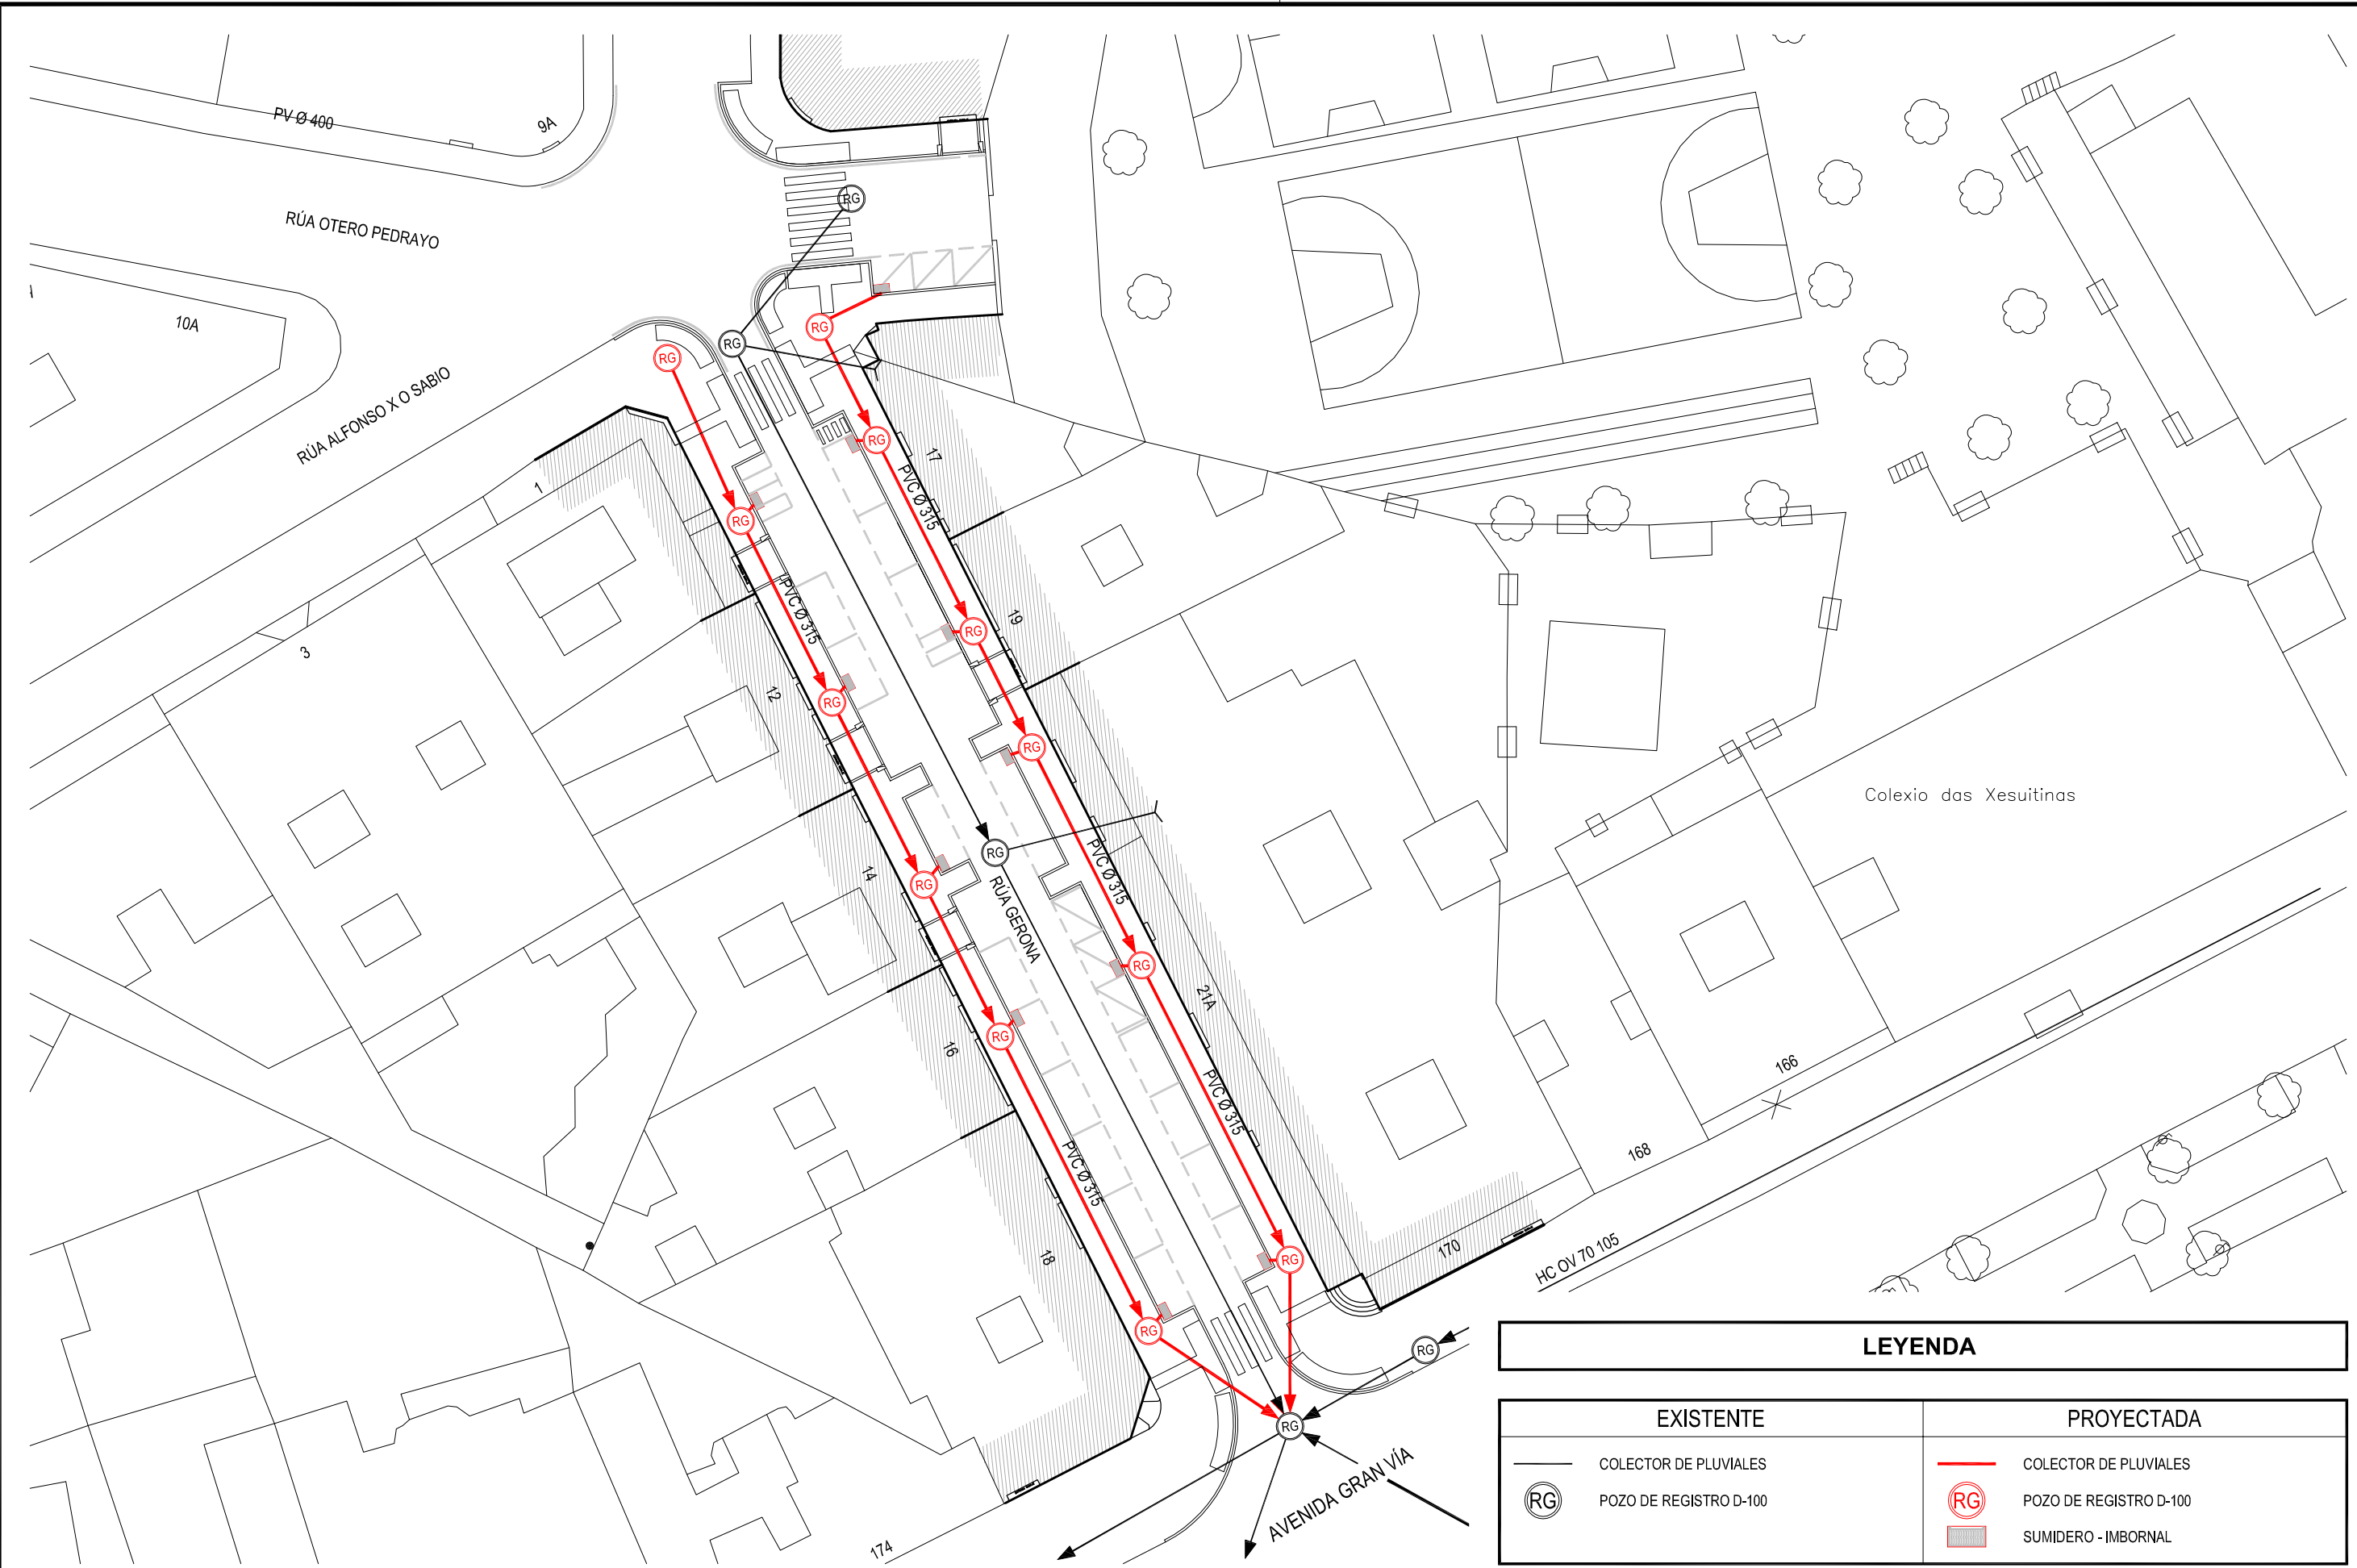 PV Ø 400
9A
RG
RÚA OTERO PEDRAYO
10A
RG
RG
RG
RÚA ALFONSO X O SABIO
RG
17
1
PVC Ø 315
RG
PVC Ø 315
19
RG
3
12
RG
RG
Colexio das Xesuitinas
RG
14
RG
PVC Ø 315
RÚA GERONA
RG
21A
RG
16
166
PVC Ø 315
168
PVC Ø 315
18
170
RG
HC OV 70 105
RG
RG
RG
AVENIDA GRAN VÍA
174
LEYENDA
EXISTENTE
PROYECTADA
COLECTOR DE PLUVIALES
COLECTOR DE PLUVIALES
RG
POZO DE REGISTRO D-100
RG
POZO DE REGISTRO D-100
SUMIDERO - IMBORNAL